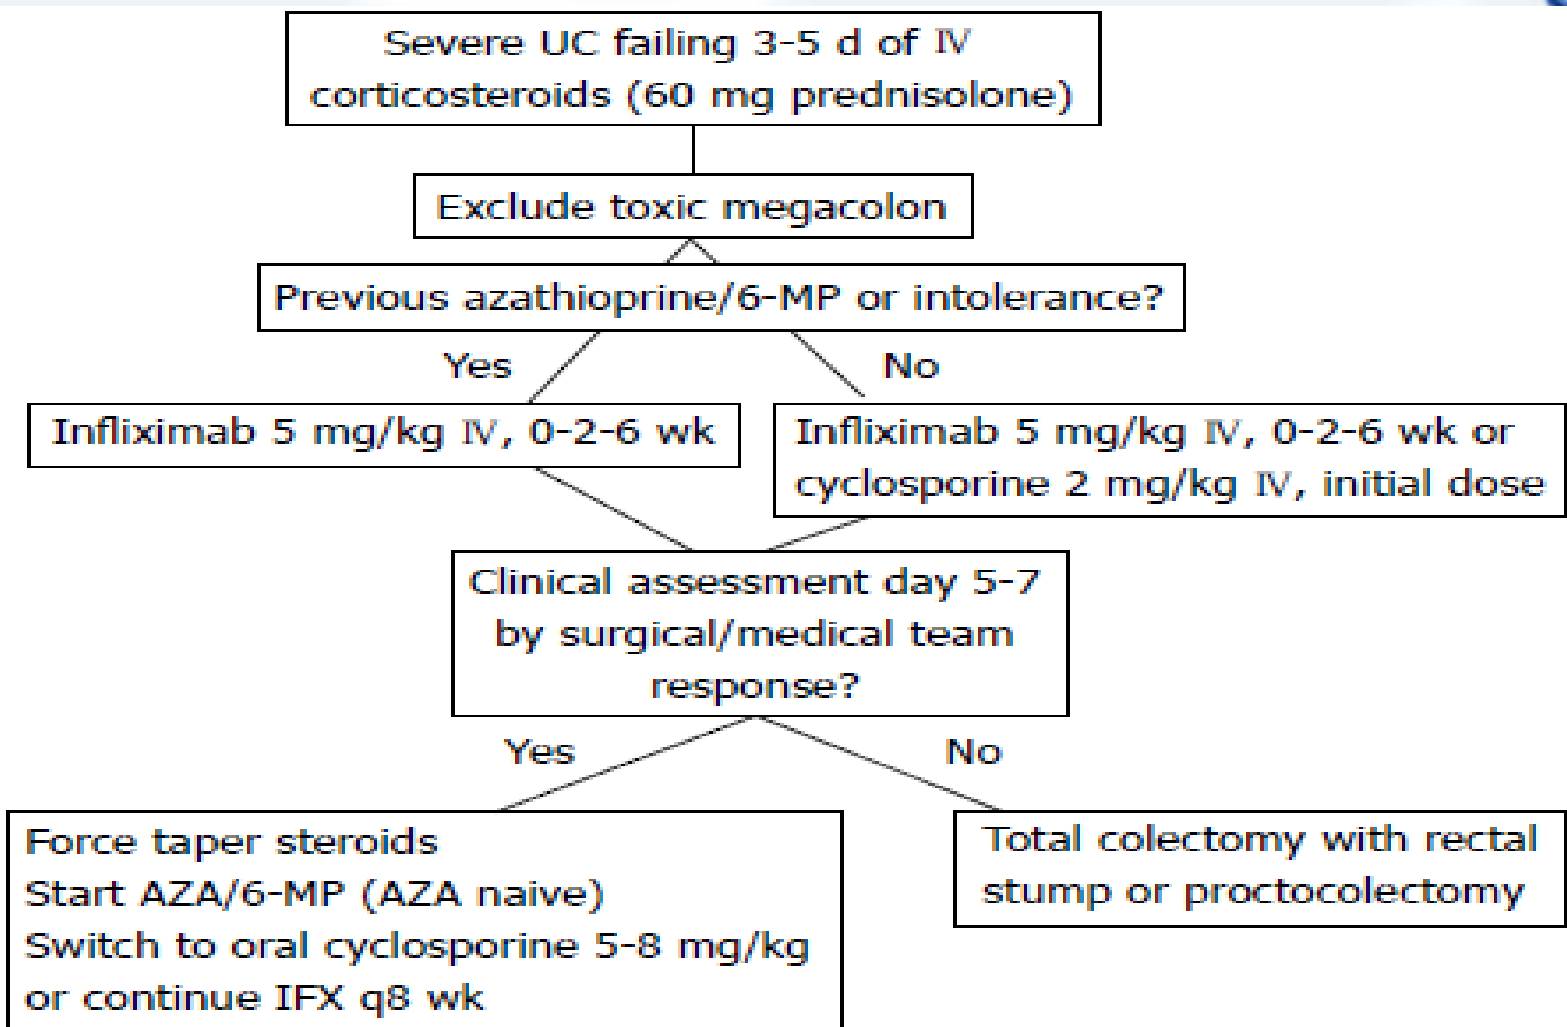 Severe UC failing 3-5 d of Ⅳ
corticosteroids (60 mg prednisolone)
Exclude toxic megacolon
Previous azathioprine/6-MP or intolerance?
Yes
No
Infliximab 5 mg/kg Ⅳ, 0-2-6 wk
Infliximab 5 mg/kg Ⅳ, 0-2-6 wk or
cyclosporine 2 mg/kg Ⅳ, initial dose
Clinical assessment day 5-7
by surgical/medical team
response?
Yes
No
Force taper steroids
Start AZA/6-MP (AZA naive)
Switch to oral cyclosporine 5-8 mg/kg
or continue IFX q8 wk
Total colectomy with rectal
stump or proctocolectomy